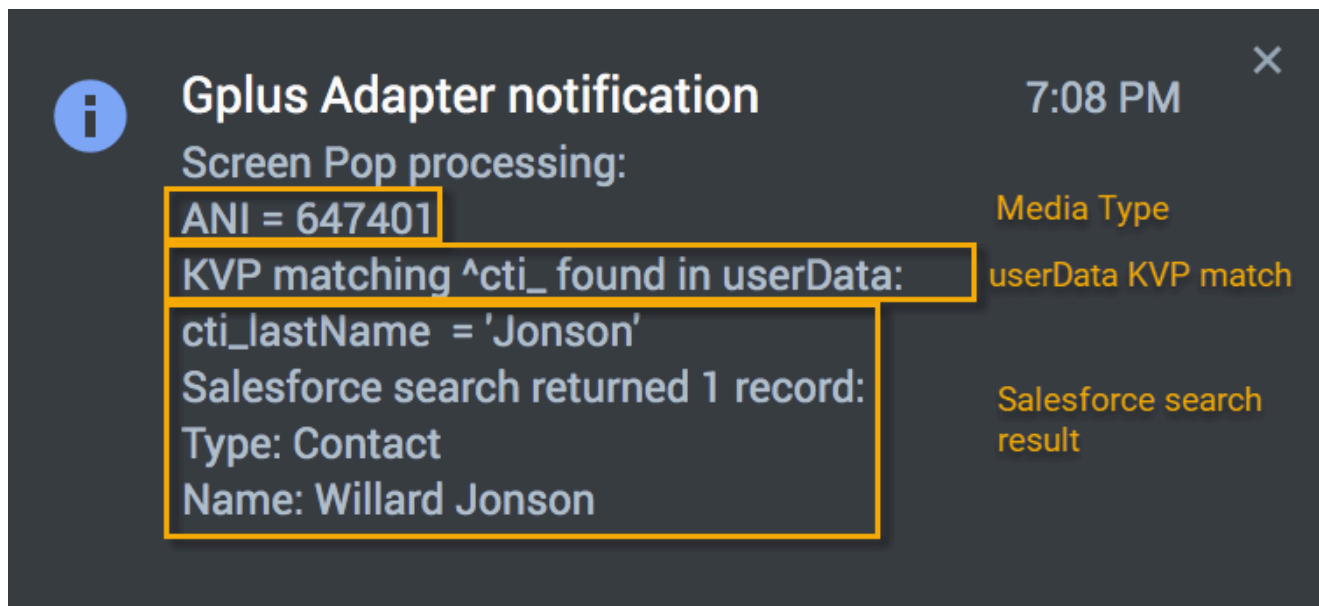 Gplus Adapter notification
7:08 PM
×
Screen Pop processing:
ANI = 647401
Media Type
KVP matching ^cti_ found in userData:
userData KVP match
cti_lastName = 'Jonson'
Salesforce search returned 1 record:
Type: Contact
Name: Willard Jonson
Salesforce search
result